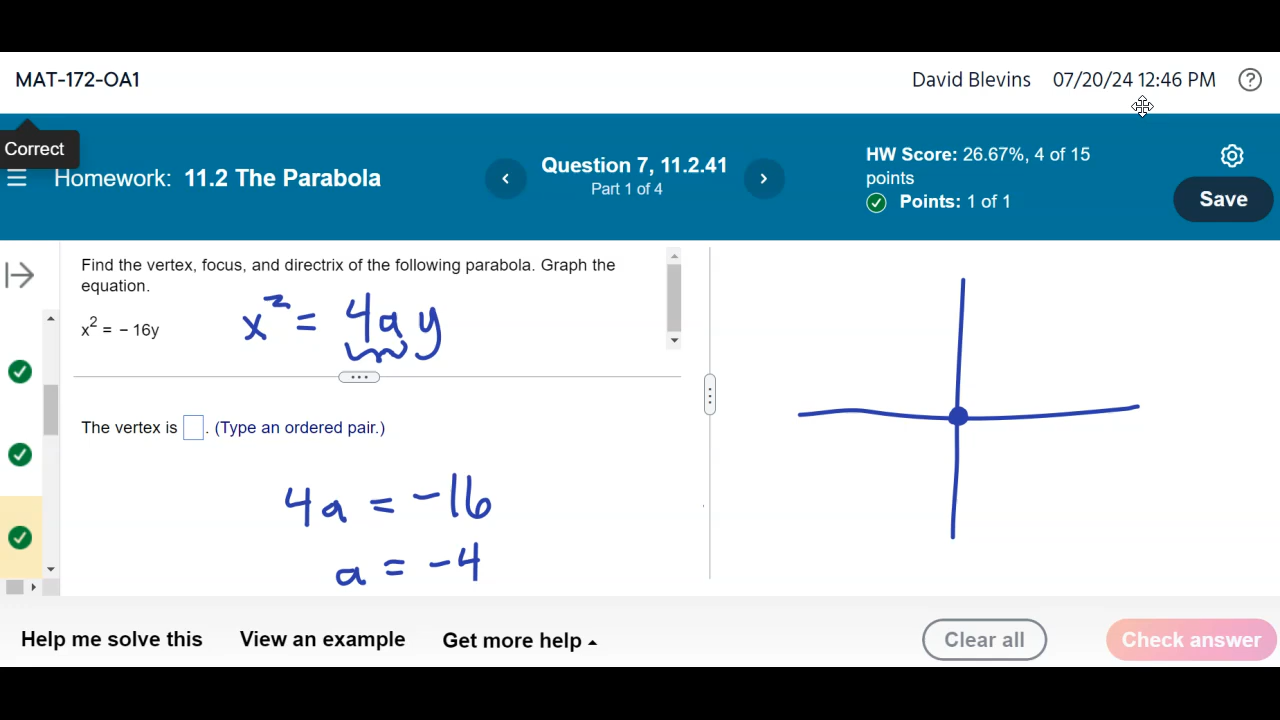 MAT-172-OA1
David Blevins 07/20/24 12:46 PM ?
Correct
Homework: 11.2 The Parabola
Question 7, 11.2.41
Part 1 of 4
HW Score: 26.67%, 4 of 15
points
Points: 1 of 1
Save
Find the vertex, focus, and directrix of the following parabola. Graph the
equation.
x² = − 16y
x² = 4ay
The vertex is . (Type an ordered pair.)
4a = -16
a = -4
Help me solve this
View an example
Get more help
Clear all
Check answer